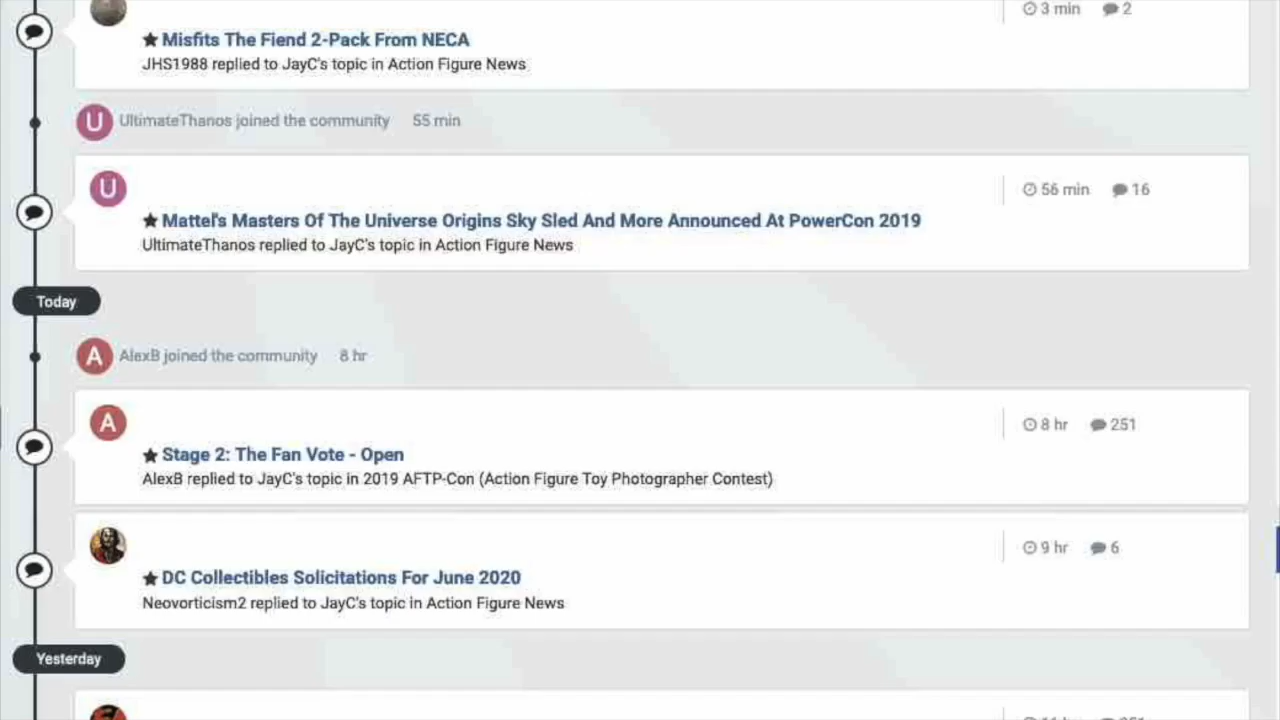 3 min 2
Misfits The Fiend 2-Pack From NECA
JHS1988 replied to JayC's topic in Action Figure News
U UltimateThanos joined the community 55 min
U
56 min 16
Mattel's Masters Of The Universe Origins Sky Sled And More Announced At PowerCon 2019
UltimateThanos replied to JayC's topic in Action Figure News
Today
A AlexB joined the community 8 hr
A
8 hr 251
Stage 2: The Fan Vote - Open
AlexB replied to JayC's topic in 2019 AFTP-Con (Action Figure Toy Photographer Contest)
9 hr 6
DC Collectibles Solicitations For June 2020
Neovorticism2 replied to JayC's topic in Action Figure News
Yesterday